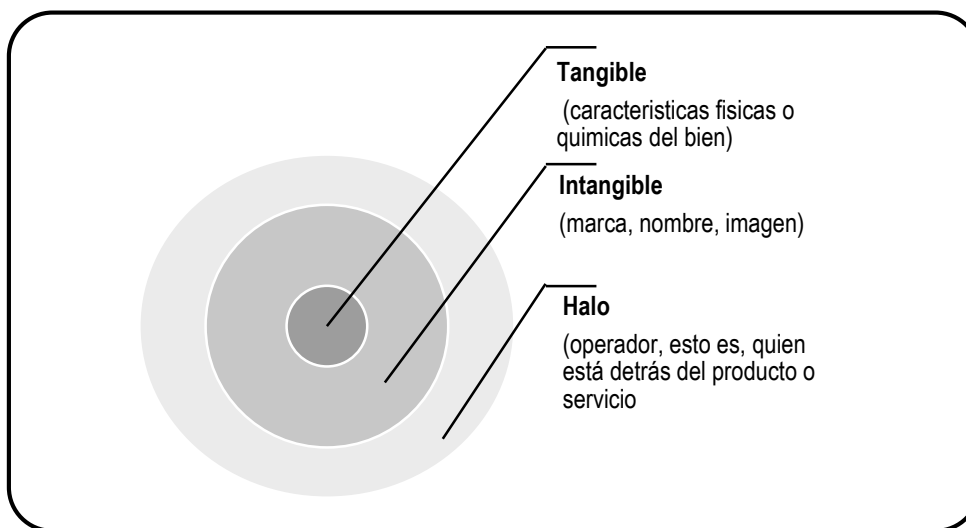 Tangible
(caracteristicas fisicas o
quimicas del bien)
Intangible
(marca, nombre, imagen)
Halo
(operador, esto es, quien
está detrás del producto o
servicio